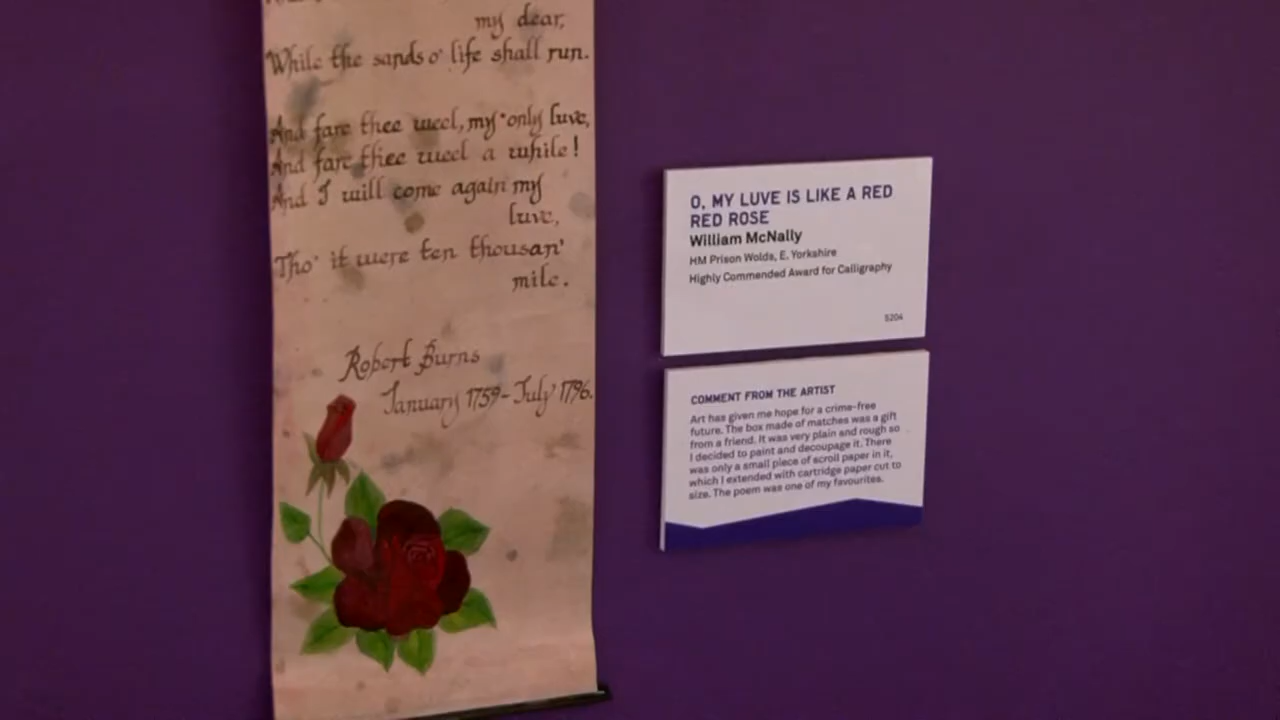 my dear,
While the sands o' life shall run.
And fare thee weel, my only luve,
And fare thee weel a while!
And I will come again my
luve,
Tho' it were ten thousan'
mile.
Robert Burns
January 1759 - July 1796.
O, MY LUVE IS LIKE A RED
RED ROSE
William McNally
HM Prison Wolds, E. Yorkshire
Highly Commended Award for Calligraphy
5204
COMMENT FROM THE ARTIST
Art has given me hope for a crime-free
future. The box made of matches was a gift
from a friend. It was very plain and rough so
I decided to paint and decoupage it. There
was only a small piece of scroll paper in it,
which I extended with cartridge paper cut to
size. The poem was one of my favourites.